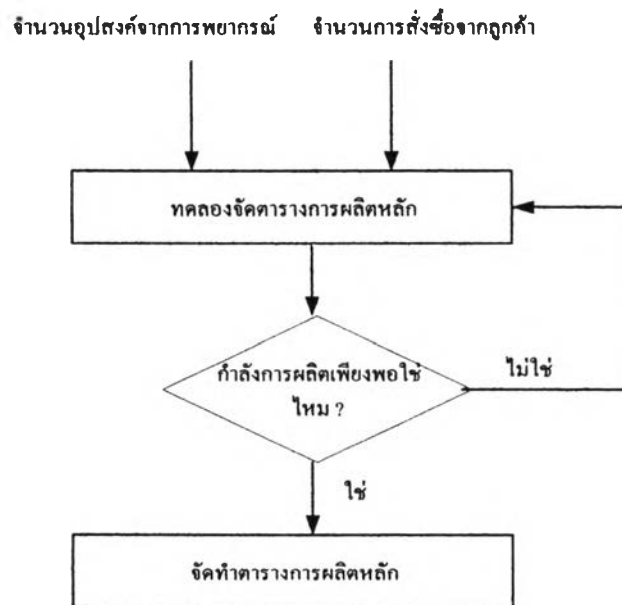 จำนวนอุปสงค์จากการพยากรณ์ จำนวนการสั่งซื้อจากลูกค้า
ทดลองจัดตารางการผลิตหลัก
กำลังการผลิตเพียงพอใช่
ไหม ?
ไม่ใช่
ใช่
จัดทำตารางการผลิตหลัก